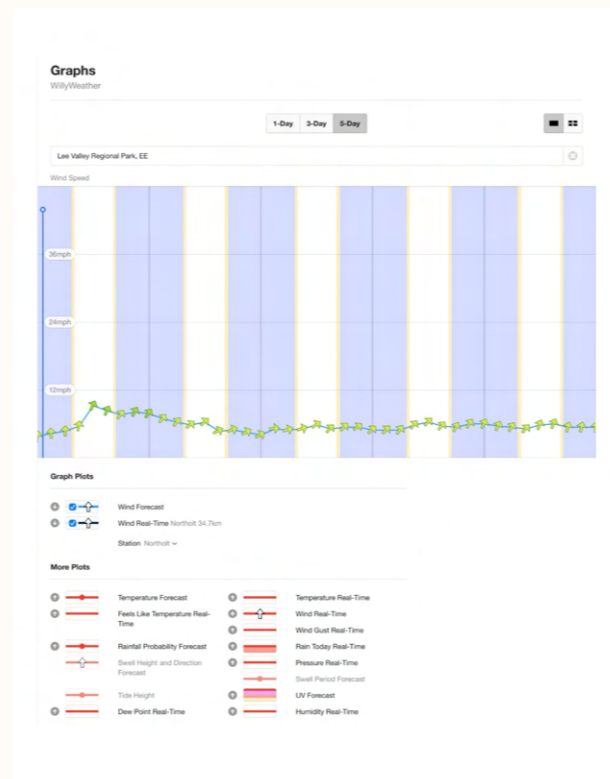 Graphs
WillyWeather
1-Day 3-Day 5-Day
Lee Valley Regional Park, EE
Wind Speed
36mph
24mph
12mph
Graph Plots
Wind Forecast
Wind Real-Time Northolt 34.7km
Station Northolt
More Plots
Temperature Forecast
Temperature Real-Time
Feels Like Temperature Real-
Time
Wind Real-Time
Wind Gust Real-Time
Rainfall Probability Forecast
Rain Today Real-Time
Swell Height and Direction
Forecast
Pressure Real-Time
Swell Period Forecast
Tide Height
UV Forecast
Dew Point Real-Time
Humidity Real-Time